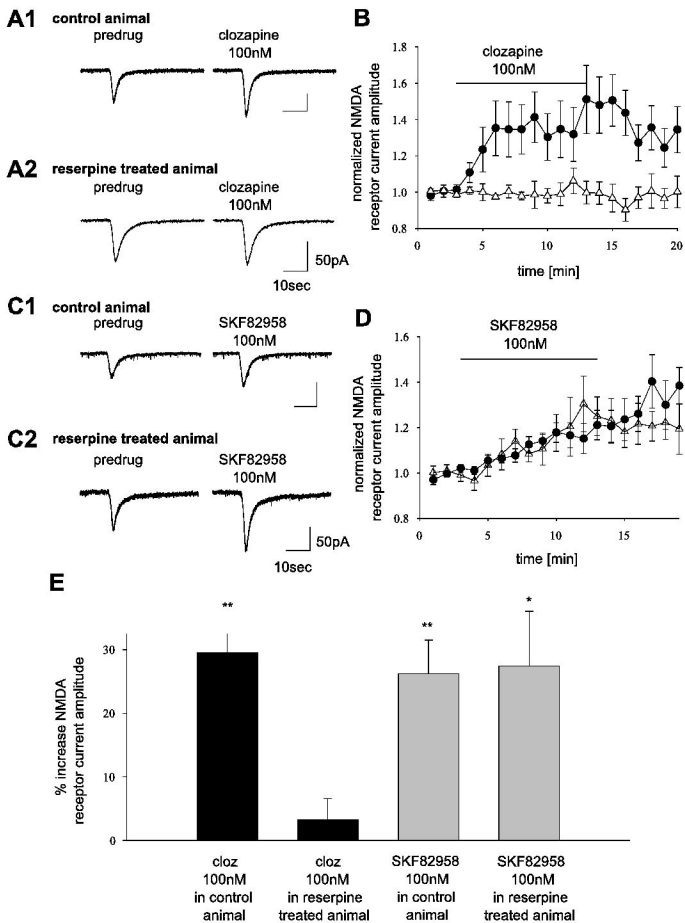 A1 control animal
predrug
clozapine
100nM
A2 reserpine treated animal
predrug
clozapine
100nM
50pA
10sec
B
clozapine
100nM
normalized NMDA
receptor current amplitude
1.8
1.6
1.4
1.2
1.0
0.8
0
5
10
15
20
time [min]
C1 control animal
predrug
SKF82958
100nM
C2 reserpine treated animal
predrug
SKF82958
100nM
50pA
10sec
D
SKF82958
100nM
normalized NMDA
receptor current amplitude
1.6
1.4
1.2
1.0
0.8
0
5
10
15
time [min]
E
% increase NMDA
receptor current amplitude
30
20
10
0
**
**
*
cloz
100nM
in control
animal
cloz
100nM
in reserpine
treated animal
SKF82958
100nM
in control
animal
SKF82958
100nM
in reserpine
treated animal